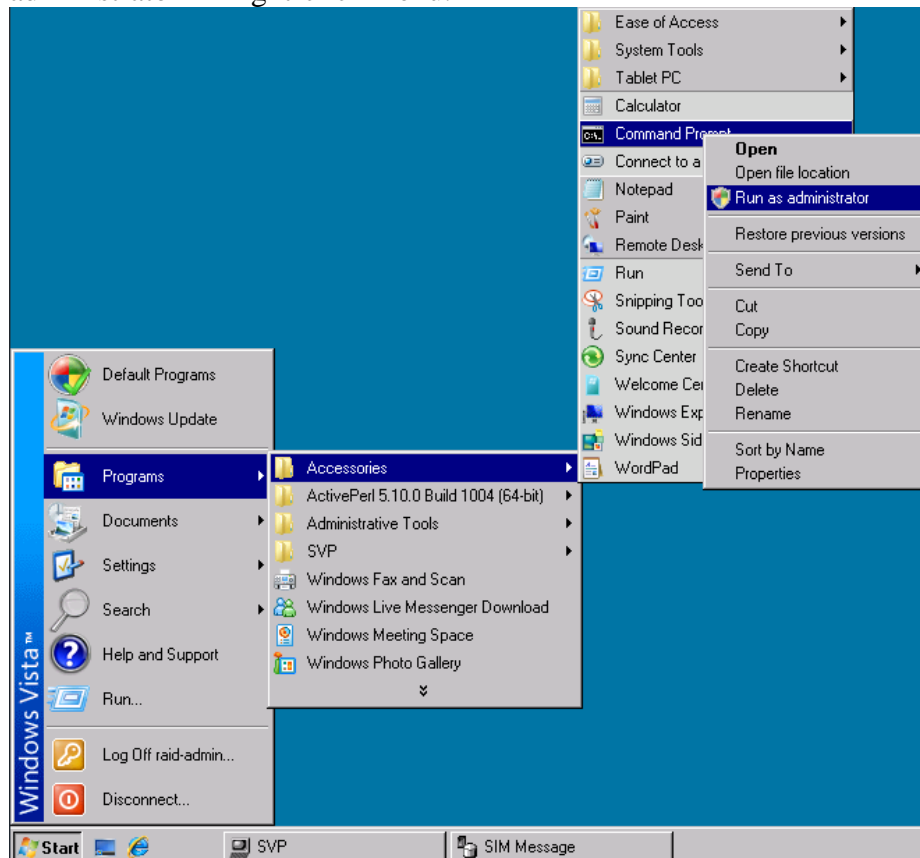 Ease of Access
System Tools
Tablet PC
Calculator
Command Prompt
Connect to a
Notepad
Paint
Remote Desk
Run
Snipping Too
Sound Recor
Sync Center
Welcome Cen
Windows Exp
Windows Sid
WordPad
Open
Open file location
Run as administrator
Restore previous versions
Send To
Cut
Copy
Create Shortcut
Delete
Rename
Sort by Name
Properties
Default Programs
Windows Update
Programs
Documents
Settings
Search
Help and Support
Run...
Log Off raid-admin...
Disconnect...
Windows Vista™
Accessories
ActivePerl 5.10.0 Build 1004 (64-bit)
Administrative Tools
SVP
Windows Fax and Scan
Windows Live Messenger Download
Windows Meeting Space
Windows Photo Gallery
Start
SVP
SIM Message